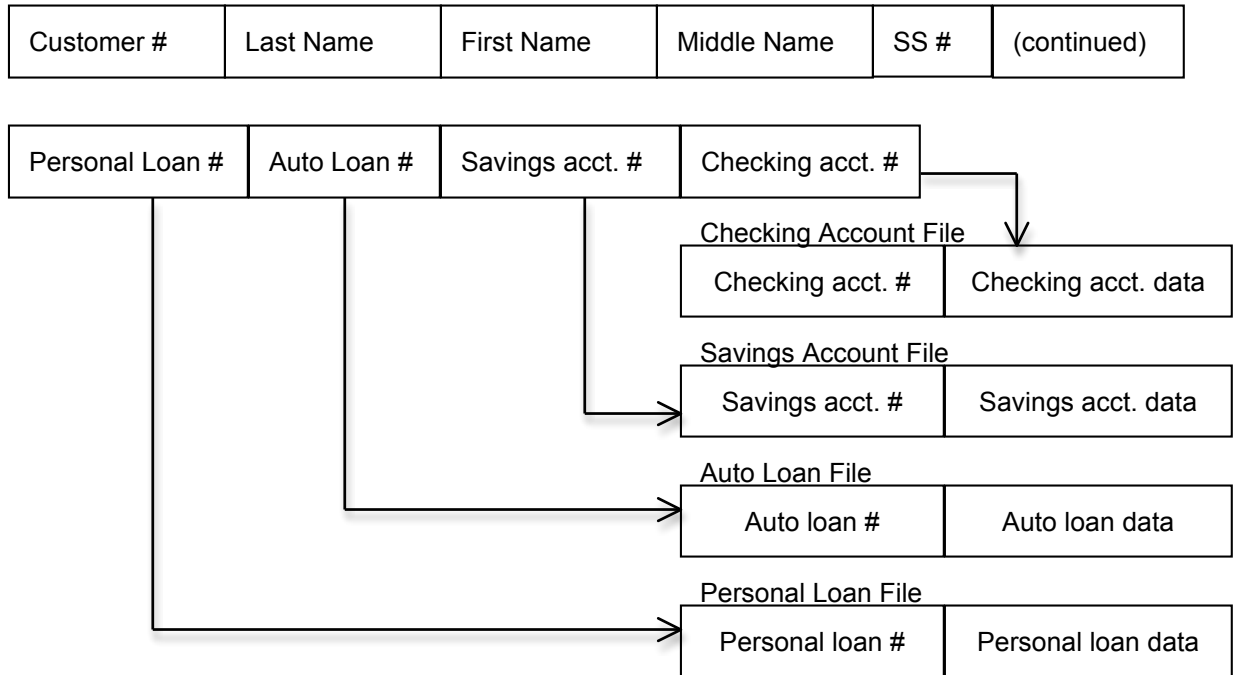 Customer # Last Name First Name Middle Name SS # (continued)
Personal Loan # Auto Loan # Savings acct. # Checking acct. #
Checking Account File
Checking acct. # Checking acct. data
Savings Account File
Savings acct. # Savings acct. data
Auto Loan File
Auto loan # Auto loan data
Personal Loan File
Personal loan # Personal loan data